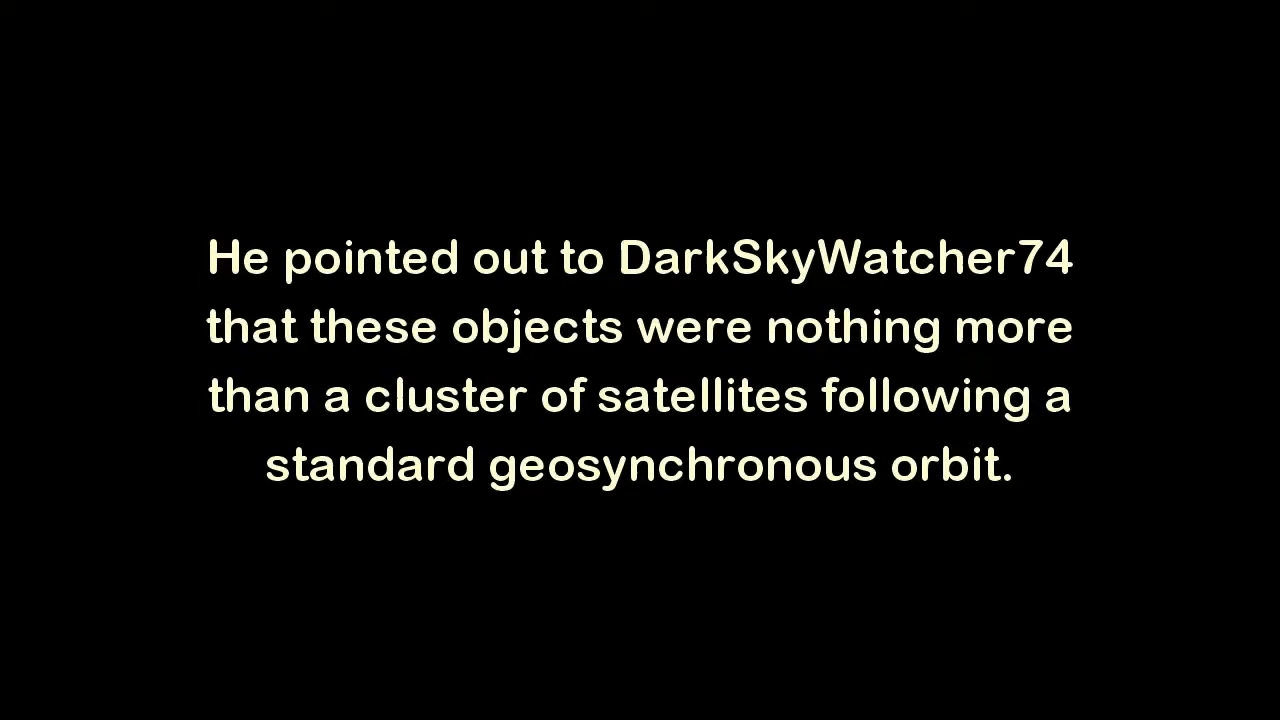 He pointed out to DarkSkyWatcher74
that these objects were nothing more
than a cluster of satellites following a
standard geosynchronous orbit.